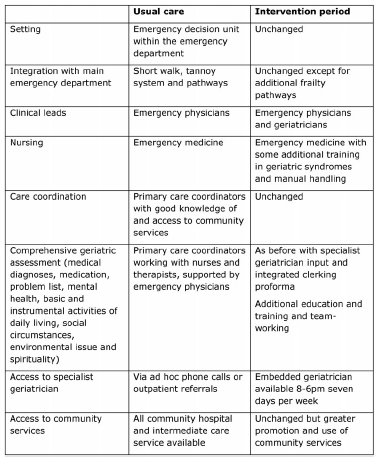 Usual care Intervention period
Setting Emergency decision unit Unchanged
within the emergency
department
Integration with main Short walk, tannoy Unchanged except for
emergency department system and pathways additional frailty
pathways
Clinical leads Emergency physicians Emergency physicians
and geriatricians
Nursing Emergency medicine Emergency medicine with
some additional training
in geriatric syndromes
and manual handling
Care coordination Primary care coordinators Unchanged
with good knowledge of
and access to community
services
Comprehensive geriatric Primary care coordinators As before with specialist
assessment (medical working with nurses and geriatrician input and
diagnoses, medication, therapists, supported by integrated clerking
problem list, mental emergency physicians proforma
health, basic and
instrumental activities of Additional education and
daily living, social training and team-
circumstances, working
environmental issue and
spirituality)
Access to specialist Via ad hoc phone calls or Embedded geriatrician
geriatrician outpatient referrals available 8-6pm seven
days per week
Access to community All community hospital Unchanged but greater
services and intermediate care promotion and use of
service available community services